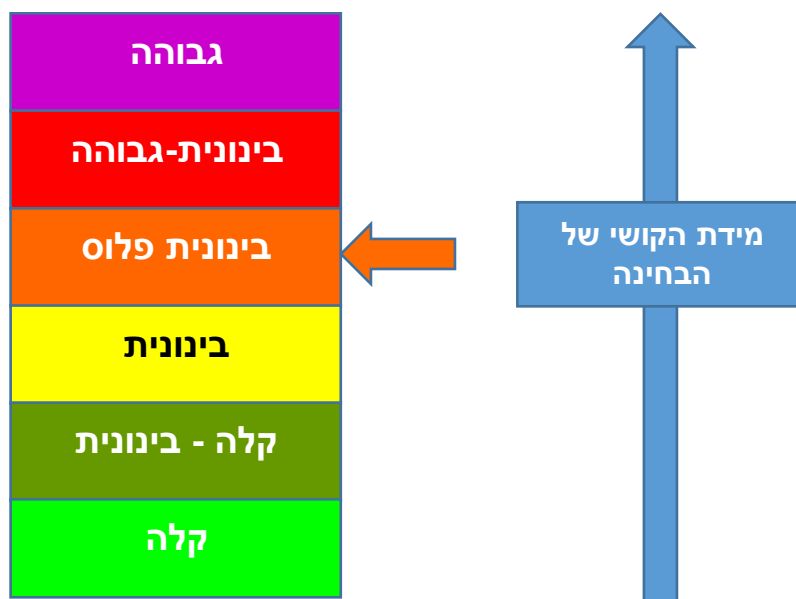 גבוהה
בינונית-גבוהה
בינונית פלוס
בינונית
קלה - בינונית
קלה
מידת הקושי של
הבחינה